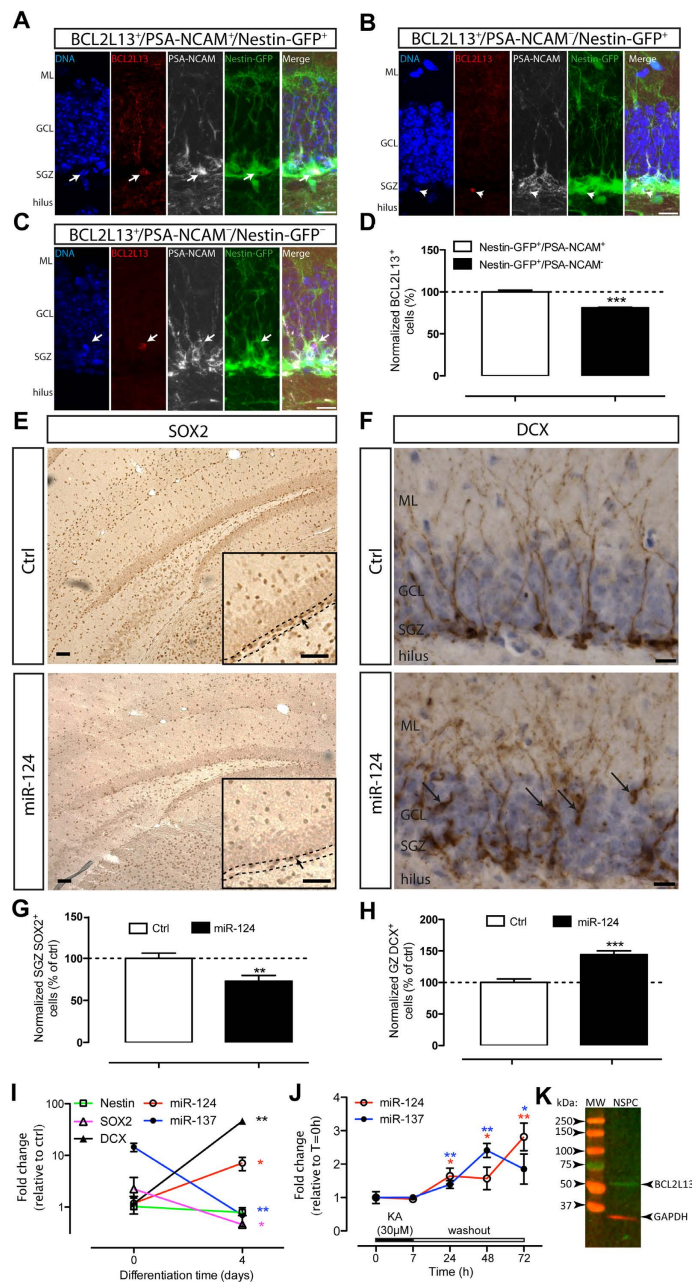 A
BCL2L13+/PSA-NCAM+/Nestin-GFP+
DNA BCL2L13 PSA-NCAM Nestin-GFP Merge
ML
GCL
SGZ
hilus
B
BCL2L13+/PSA-NCAM−/Nestin-GFP+
DNA BCL2L13 PSA-NCAM Nestin-GFP Merge
ML
GCL
SGZ
hilus
C
BCL2L13+/PSA-NCAM−/Nestin-GFP−
DNA BCL2L13 PSA-NCAM Nestin-GFP Merge
ML
GCL
SGZ
hilus
D
Nestin-GFP+/PSA-NCAM+
Nestin-GFP+/PSA-NCAM-
Normalized BCL2L13+
cells (%)
150
100
50
0
***
E
SOX2
Ctrl
miR-124
F
DCX
Ctrl
ML
GCL
SGZ
hilus
miR-124
ML
GCL
SGZ
hilus
G
Ctrl miR-124
Normalized SGZ SOX2+
cells (% of ctrl)
150
100
50
0
**
H
Ctrl miR-124
Normalized GZ DCX+
cells (% of ctrl)
200
150
100
50
0
***
I
Nestin miR-124
SOX2 miR-137
DCX
Fold change
(relative to ctrl)
100
10
1
**
*
**
*
0 4
Differentiation time (days)
J
miR-124
miR-137
Fold change
(relative to T=0h)
4
3
2
1
0
**
*
**
*
*
**
KA
(30µM)
washout
0 7 24 48 72
Time (h)
K
kDa: MW NSPC
250
150
100
75
50
37
BCL2L13
GAPDH